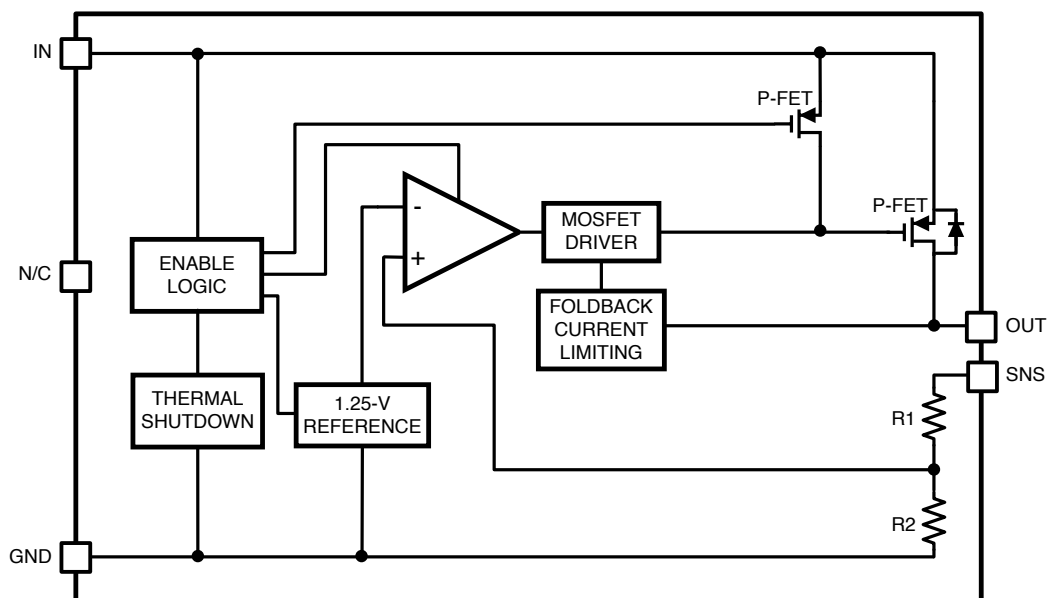 IN
P-FET
P-FET
-
+
MOSFET
DRIVER
N/C
ENABLE
LOGIC
FOLDBACK
CURRENT
LIMITING
OUT
SNS
THERMAL
SHUTDOWN
1.25-V
REFERENCE
R1
R2
GND